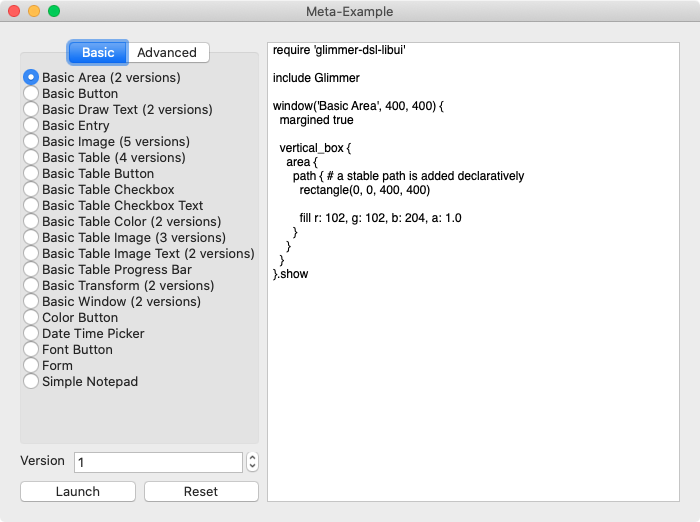 Meta-Example
Basic Advanced
Basic Area (2 versions)
Basic Button
Basic Draw Text (2 versions)
Basic Entry
Basic Image (5 versions)
Basic Table (4 versions)
Basic Table Button
Basic Table Checkbox
Basic Table Checkbox Text
Basic Table Color (2 versions)
Basic Table Image (3 versions)
Basic Table Image Text (2 versions)
Basic Table Progress Bar
Basic Transform (2 versions)
Basic Window (2 versions)
Color Button
Date Time Picker
Font Button
Form
Simple Notepad
Version 1
Launch Reset
require 'glimmer-dsl-libui'
include Glimmer
window('Basic Area', 400, 400) {
margined true
vertical_box {
area {
path { # a stable path is added declaratively
rectangle(0, 0, 400, 400)
fill r: 102, g: 102, b: 204, a: 1.0
}
}
}
}.show